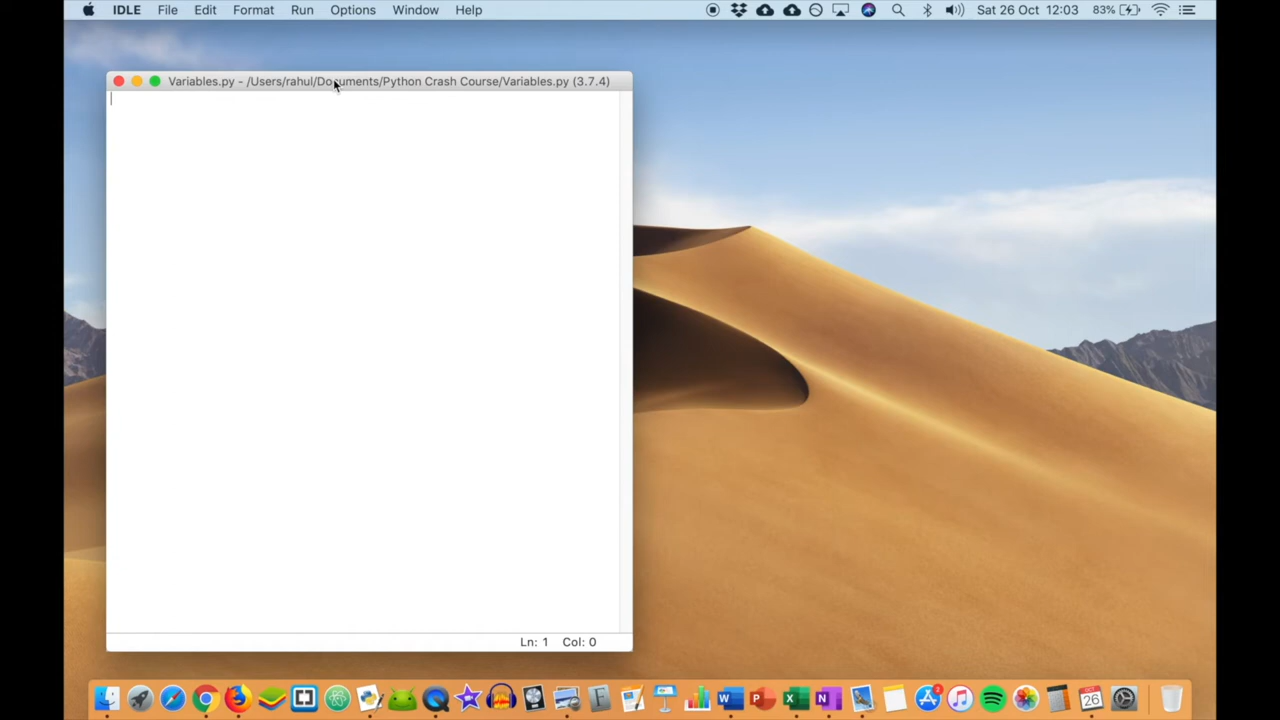 IDLE File Edit Format Run Options Window Help Sat 26 Oct 12:03 83%
Variables.py - /Users/rahul/Documents/Python Crash Course/Variables.py (3.7.4)
Ln: 1 Col: 0